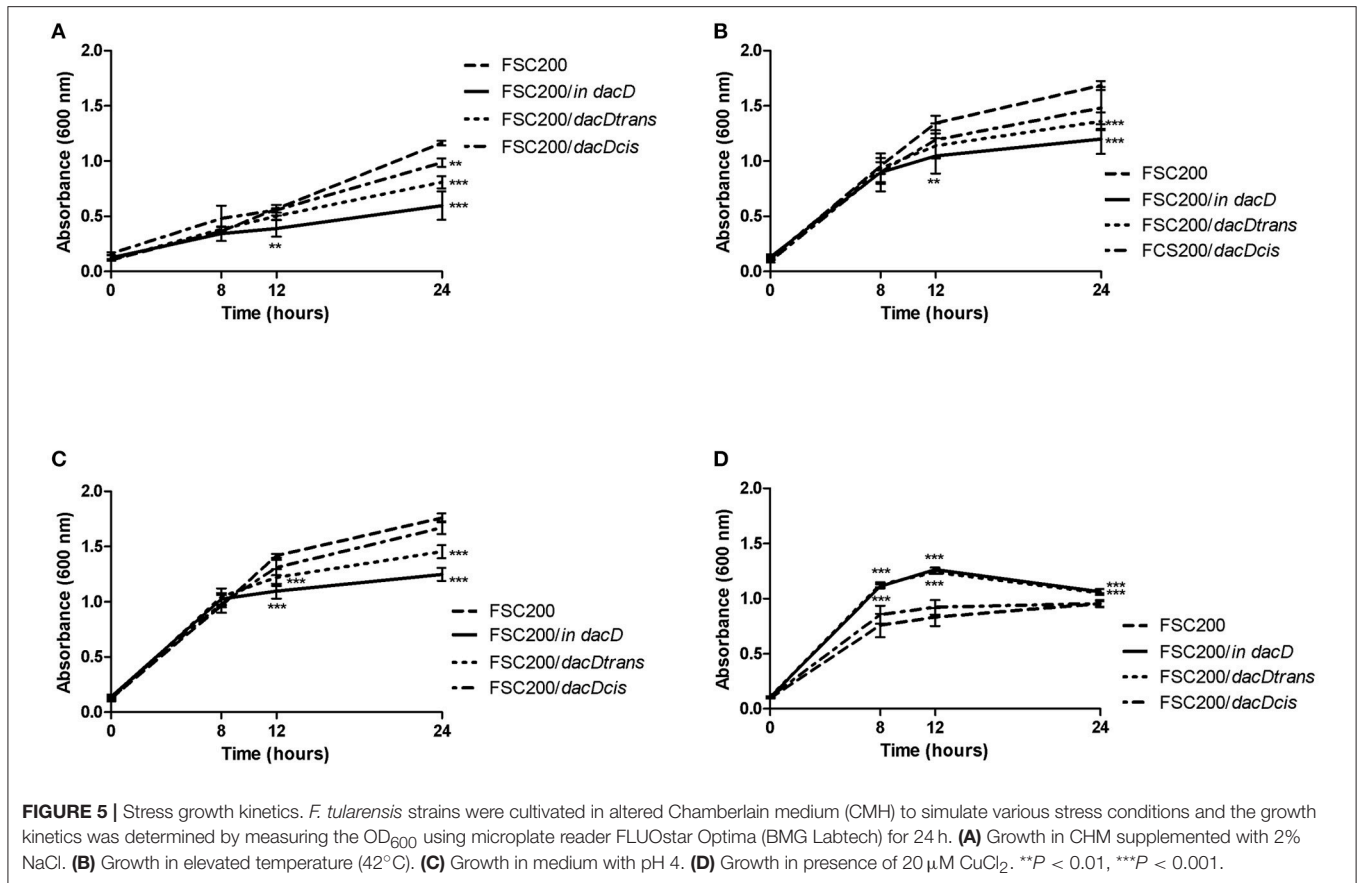 A
2.0
1.5
1.0
0.5
0.0
Absorbance (600 nm)
0 8 12 24
Time (hours)
FSC200
FSC200/in dacD
FSC200/dacDtrans
FSC200/dacDcis
**
***
***
**
B
2.0
1.5
1.0
0.5
0.0
Absorbance (600 nm)
0 8 12 24
Time (hours)
***
***
**
FSC200
FSC200/in dacD
FSC200/dacDtrans
FCS200/dacDcis
C
2.0
1.5
1.0
0.5
0.0
Absorbance (600 nm)
0 8 12 24
Time (hours)
***
***
***
***
FSC200
FSC200/in dacD
FSC200/dacDtrans
FSC200/dacDcis
D
2.0
1.5
1.0
0.5
0.0
Absorbance (600 nm)
0 8 12 24
Time (hours)
***
***
***
***
***
***
FSC200
FSC200/in dacD
FSC200/dacDtrans
FSC200/dacDcis
FIGURE 5 | Stress growth kinetics. F. tularensis strains were cultivated in altered Chamberlain medium (CMH) to simulate various stress conditions and the growth
kinetics was determined by measuring the OD600 using microplate reader FLUOstar Optima (BMG Labtech) for 24 h. (A) Growth in CHM supplemented with 2%
NaCl. (B) Growth in elevated temperature (42°C). (C) Growth in medium with pH 4. (D) Growth in presence of 20 μM CuCl2. **P < 0.01, ***P < 0.001.